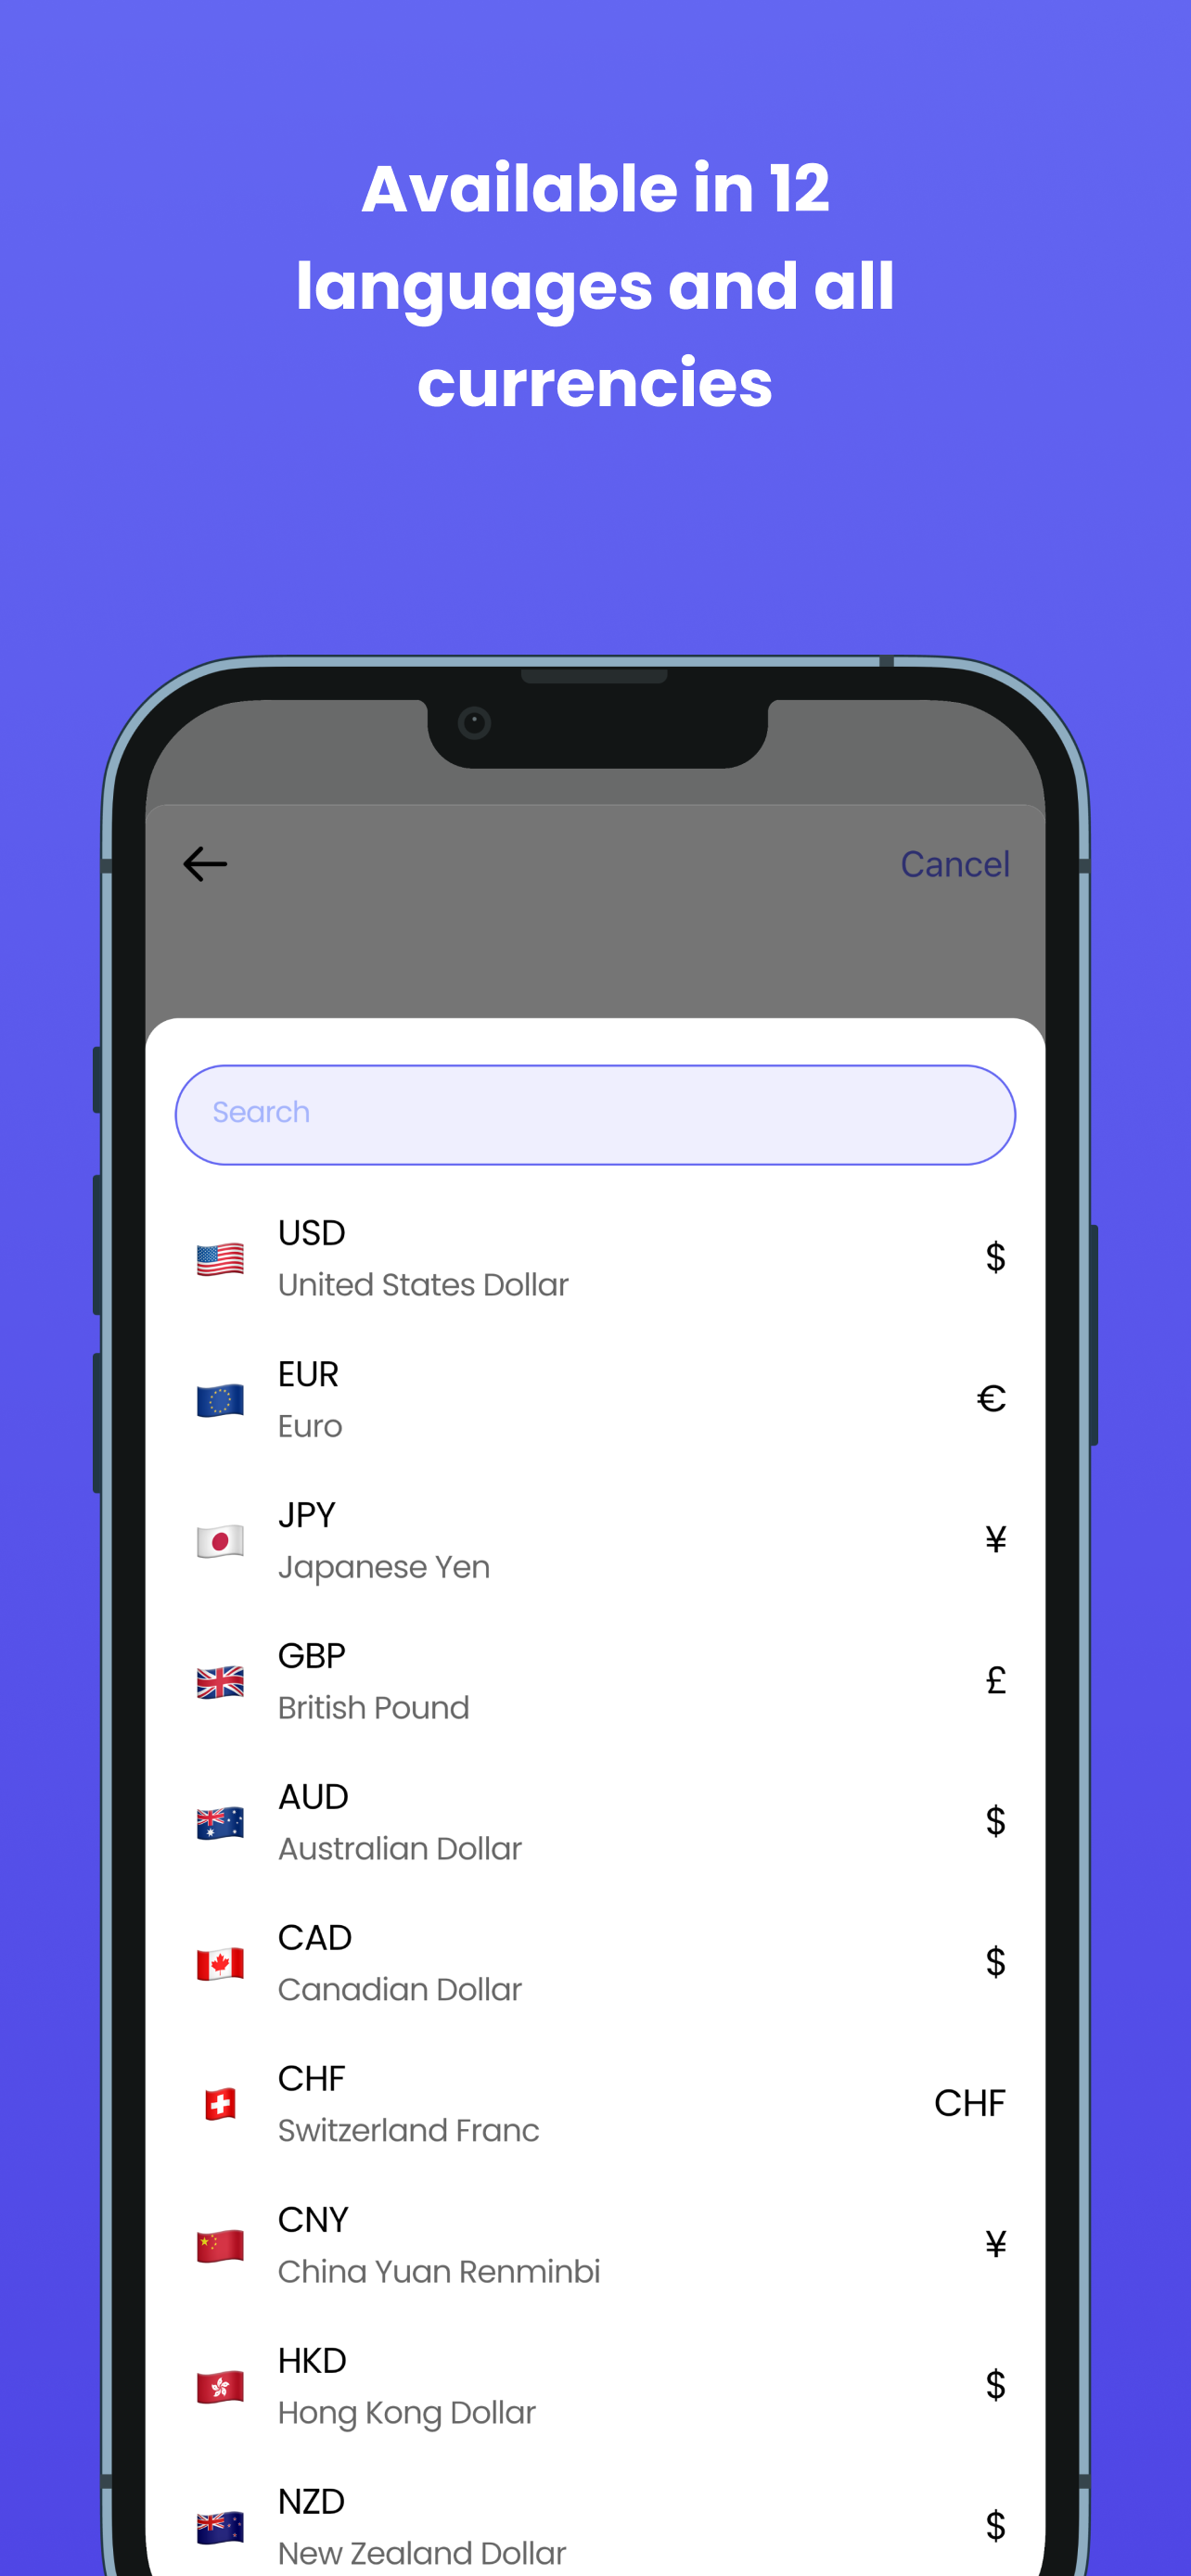 Available in 12
languages and all
currencies
Cancel
Search
USD
United States Dollar
$
EUR
Euro
€
JPY
Japanese Yen
¥
GBP
British Pound
£
AUD
Australian Dollar
$
CAD
Canadian Dollar
$
CHF
Switzerland Franc
CHF
CNY
China Yuan Renminbi
¥
HKD
Hong Kong Dollar
$
NZD
New Zealand Dollar
$